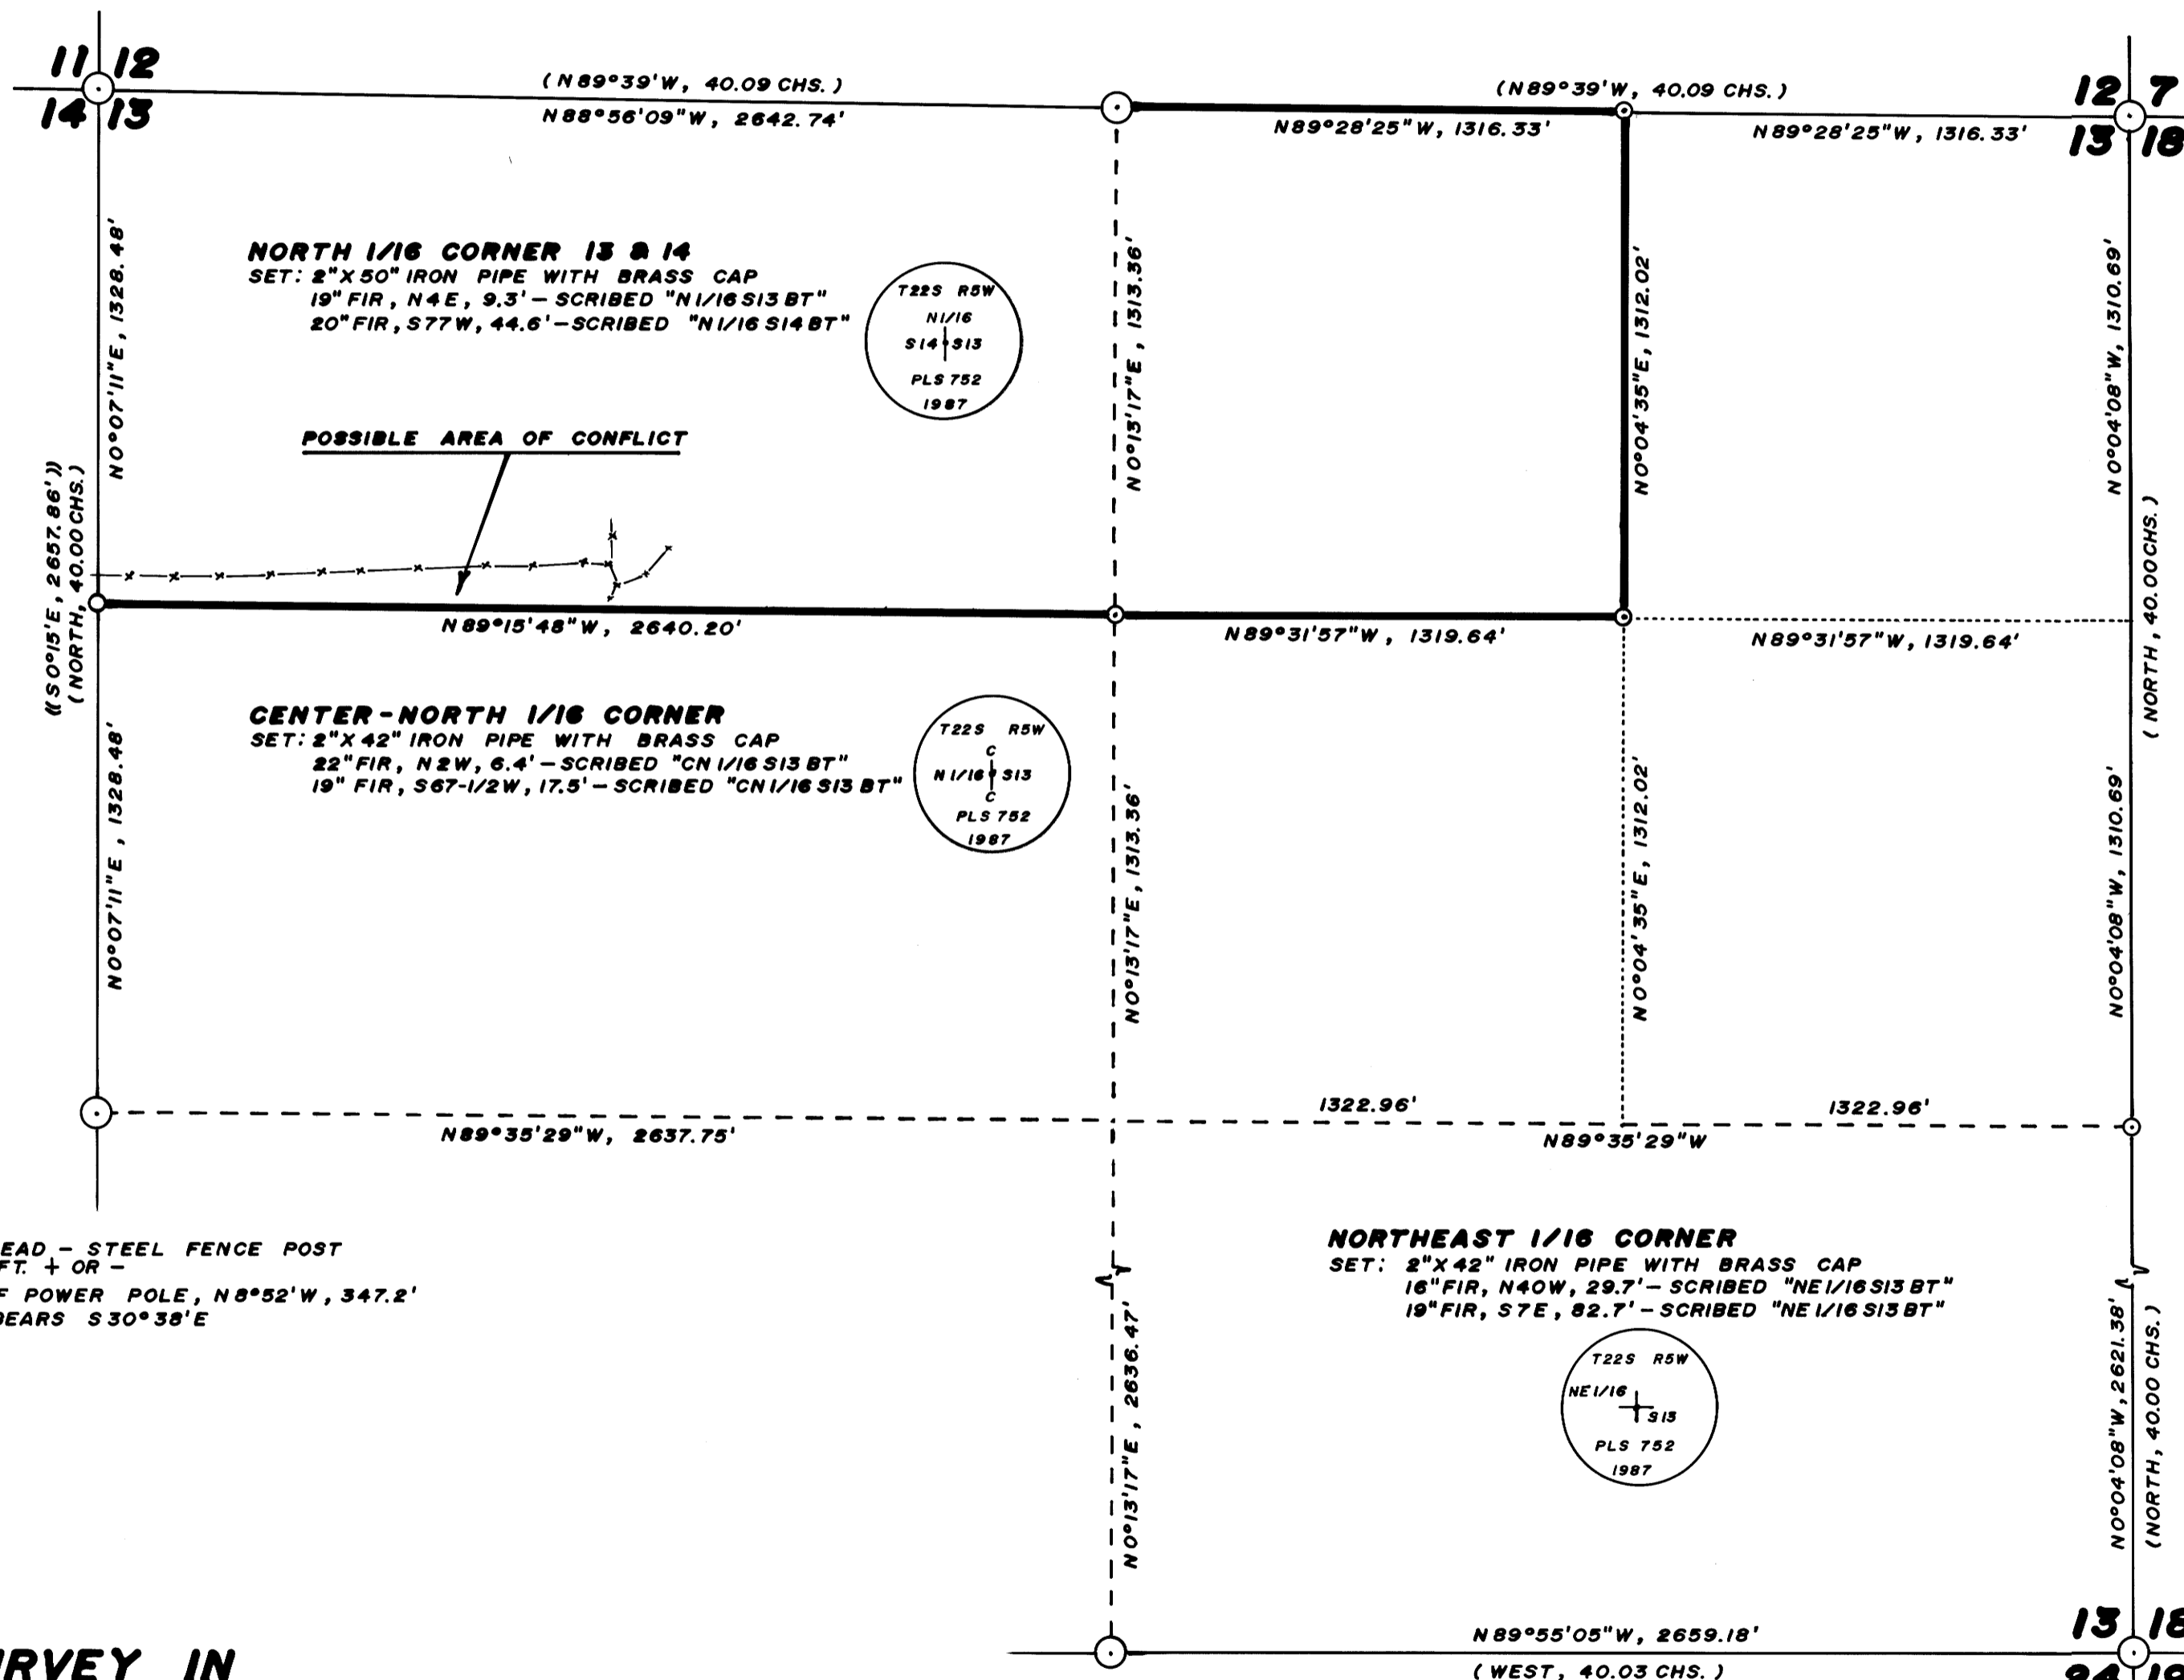 11 12
14 13
(N89°39'W, 40.09 CHS.)
N88°56'09"W, 2642.74'
(N89°39'W, 40.09 CHS.)
N89°28'25"W, 1316.33'
N89°28'25"W, 1316.33'
12 7
13 18
N0°07'11"E, 1328.48'
NORTH 1/16 CORNER 13 & 14
SET: 2"X50" IRON PIPE WITH BRASS CAP
19" FIR, N4E, 9.3'-SCRIBED "N1/16 S13 BT"
20" FIR, S77W, 44.6'-SCRIBED "N1/16 S14 BT"
T22S R5W
N1/16
S14 S13
PLS 752
1987
N0°13'17"E, 1313.36'
N0°04'35"E, 1312.02'
N0°04'08"W, 1310.69'
POSSIBLE AREA OF CONFLICT
((S0°15'E, 2657.86'))
(NORTH, 40.00CHS.)
(NORTH, 40.00CHS.)
N89°15'48"W, 2640.20'
N89°31'57"W, 1319.64'
N89°31'57"W, 1319.64'
CENTER-NORTH 1/16 CORNER
SET: 2"X42" IRON PIPE WITH BRASS CAP
22" FIR, N2W, 6.4'-SCRIBED "CN 1/16 S13 BT"
19" FIR, S67-1/2W, 17.5'-SCRIBED "CN 1/16 S13 BT"
T22S R5W
C
N1/16 S13
C
PLS 752
1987
N0°07'11"E, 1328.48'
N0°13'17"E, 1313.36'
N0°04'35"E, 1312.02'
N0°04'08"W, 1310.69'
1322.96'
1322.96'
N89°35'29"W, 2637.75'
N89°35'29"W
EAD - STEEL FENCE POST
FT. + OR -
F POWER POLE, N8°52'W, 347.2'
BEARS S30°38'E
NORTHEAST 1/16 CORNER
SET: 2"X42" IRON PIPE WITH BRASS CAP
16" FIR, N40W, 29.7'-SCRIBED "NE 1/16 S13 BT"
19" FIR, S7E, 82.7'-SCRIBED "NE 1/16 S13 BT"
T22S R5W
NE1/16
S13
PLS 752
1987
N0°13'17"E, 2636.47'
N0°04'08"W, 2621.38'
(NORTH, 40.00 CHS.)
N89°55'05"W, 2659.18'
(WEST, 40.03 CHS.)
13 18
RVEY IN